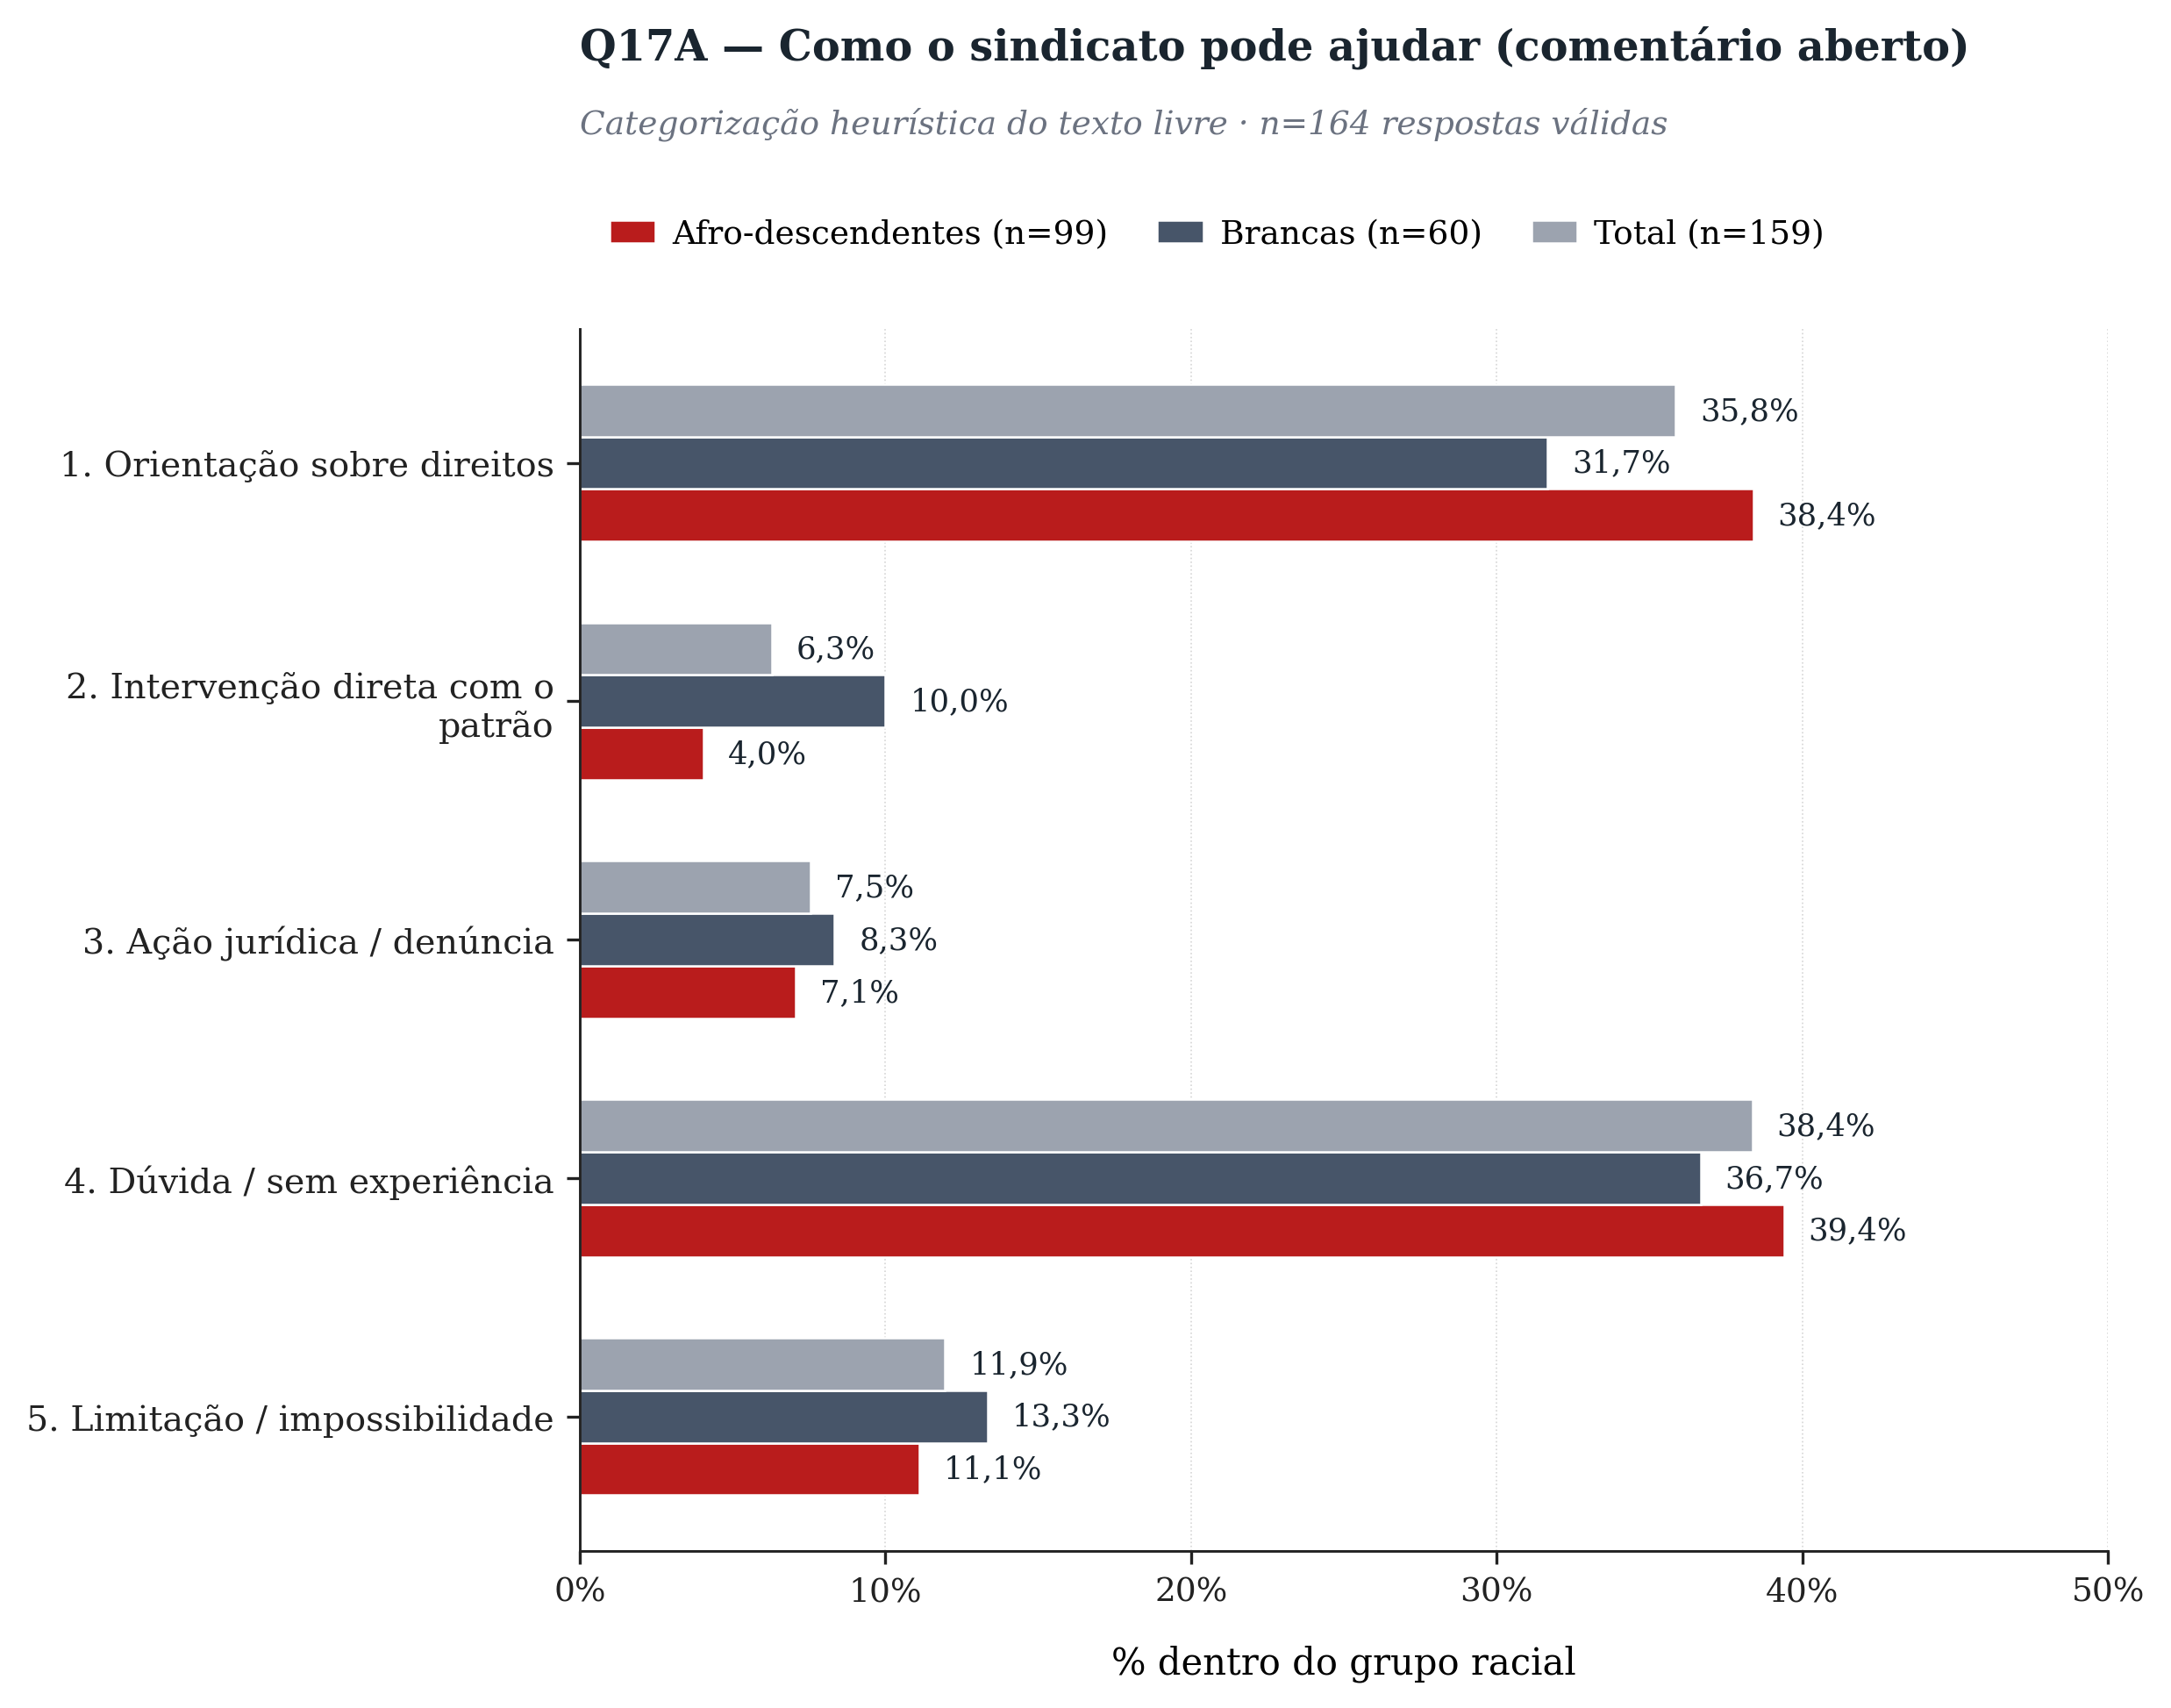 Q17A — Como o sindicato pode ajudar (comentário aberto)
Categorização heurística do texto livre · n=164 respostas válidas
Afro-descendentes (n=99)
Brancas (n=60)
Total (n=159)
1. Orientação sobre direitos
35,8%
31,7%
38,4%
2. Intervenção direta com o
patrão
6,3%
10,0%
4,0%
3. Ação jurídica / denúncia
7,5%
8,3%
7,1%
4. Dúvida / sem experiência
38,4%
36,7%
39,4%
5. Limitação / impossibilidade
11,9%
13,3%
11,1%
0%
10%
20%
30%
40%
50%
% dentro do grupo racial